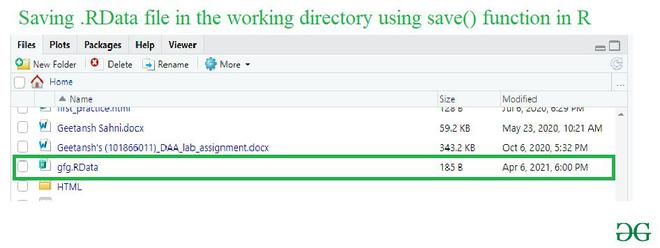 Saving .RData file in the working directory using save() function in R
Files Plots Packages Help Viewer
New Folder Delete Rename More
Home ...
Name Size Modified
first_practice.html 128 B Jul 6, 2020, 6:29 PM
Geetansh Sahni.docx 59.2 KB May 23, 2020, 10:21 AM
Geetansh's (101866011)_DAA_lab_assignment.docx 343.2 KB Oct 6, 2020, 5:32 PM
gfg.RData 185 B Apr 6, 2021, 6:00 PM
HTML